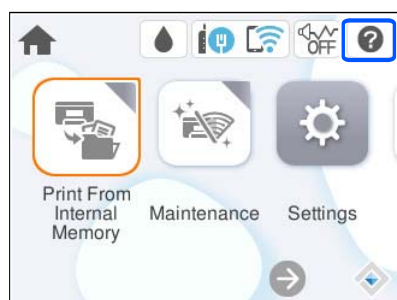 OFF
?
Print From
Internal
Memory
Maintenance
Settings